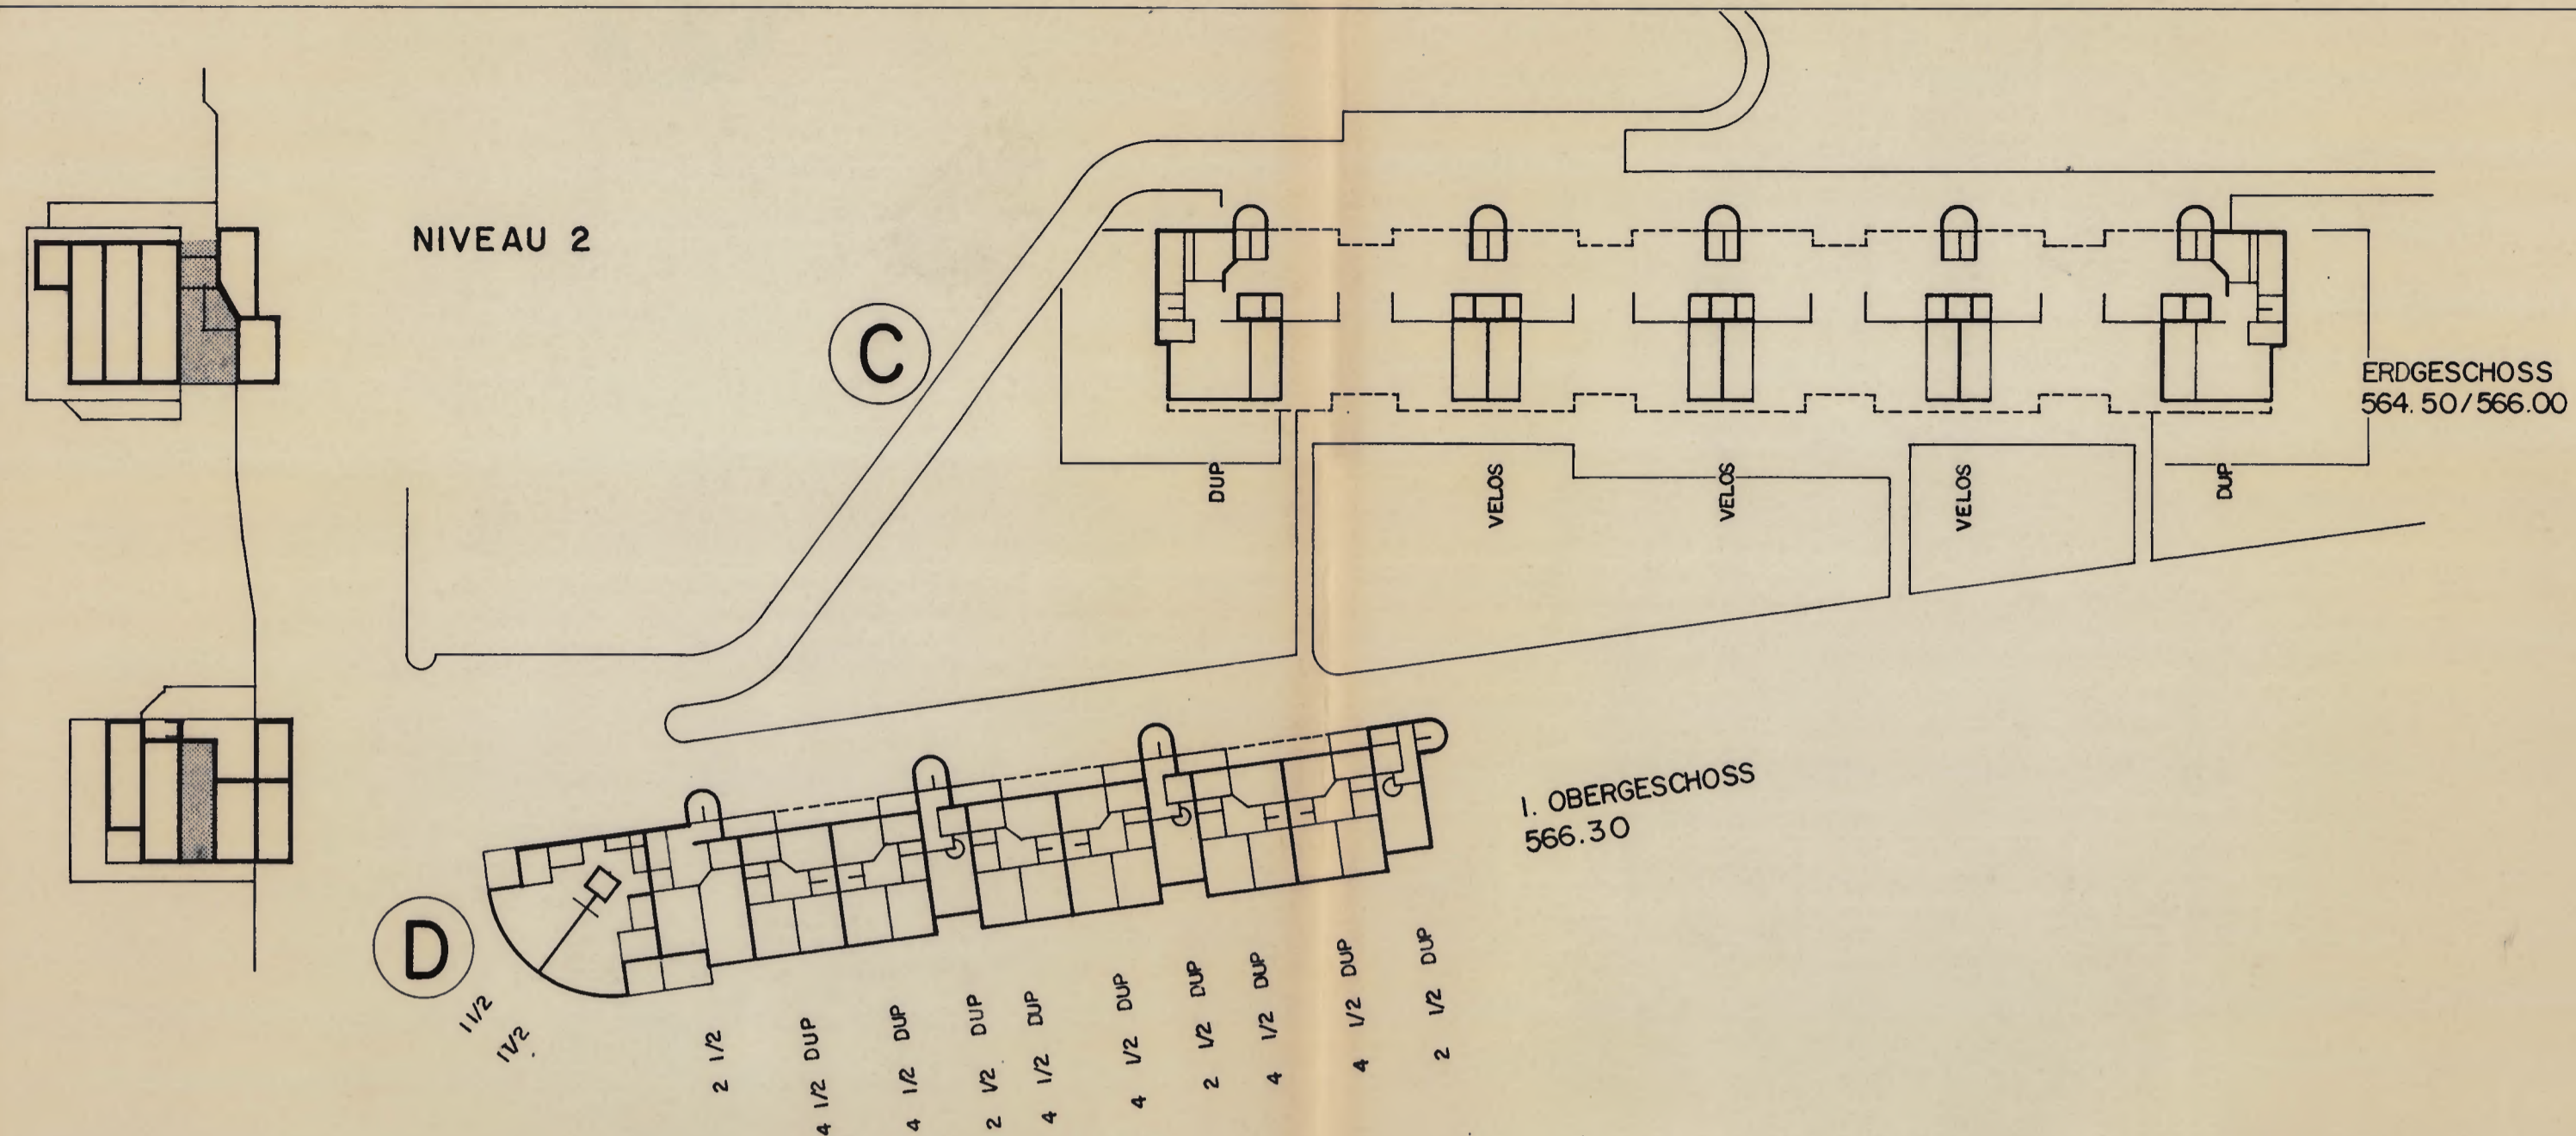 NIVEAU 2
C
ERDGESCHOSS
564.50/566.00
DUP
VELOS
VELOS
VELOS
DUP
1. OBERGESCHOSS
566.30
D
1 1/2
1 1/2
2 1/2
4 1/2 DUP
4 1/2 DUP
2 1/2 DUP
4 1/2 DUP
4 1/2 DUP
2 1/2 DUP
4 1/2 DUP
4 1/2 DUP
2 1/2 DUP